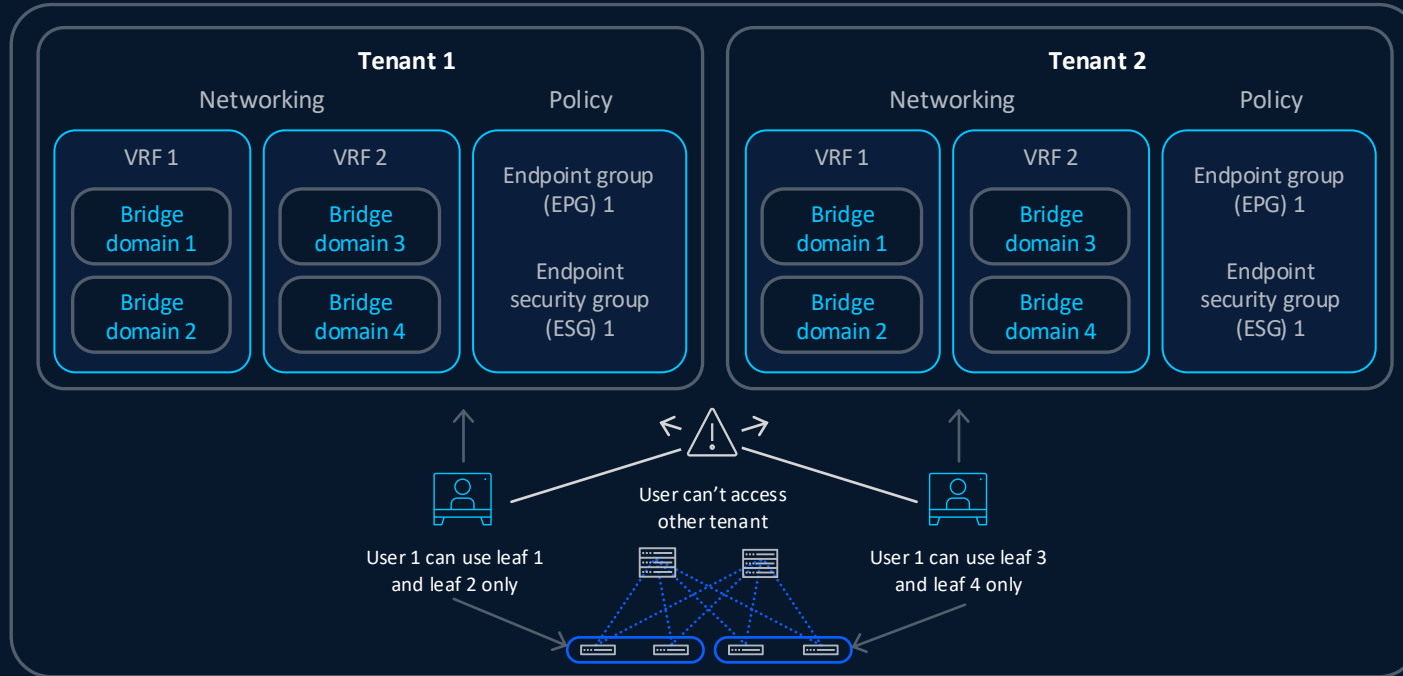 Tenant 1
Networking
Policy
VRF 1
Bridge
domain 1
Bridge
domain 2
VRF 2
Bridge
domain 3
Bridge
domain 4
Endpoint group
(EPG) 1
Endpoint
security group
(ESG) 1
Tenant 2
Networking
Policy
VRF 1
Bridge
domain 1
Bridge
domain 2
VRF 2
Bridge
domain 3
Bridge
domain 4
Endpoint group
(EPG) 1
Endpoint
security group
(ESG) 1
User can’t access
other tenant
User 1 can use leaf 1
and leaf 2 only
User 1 can use leaf 3
and leaf 4 only